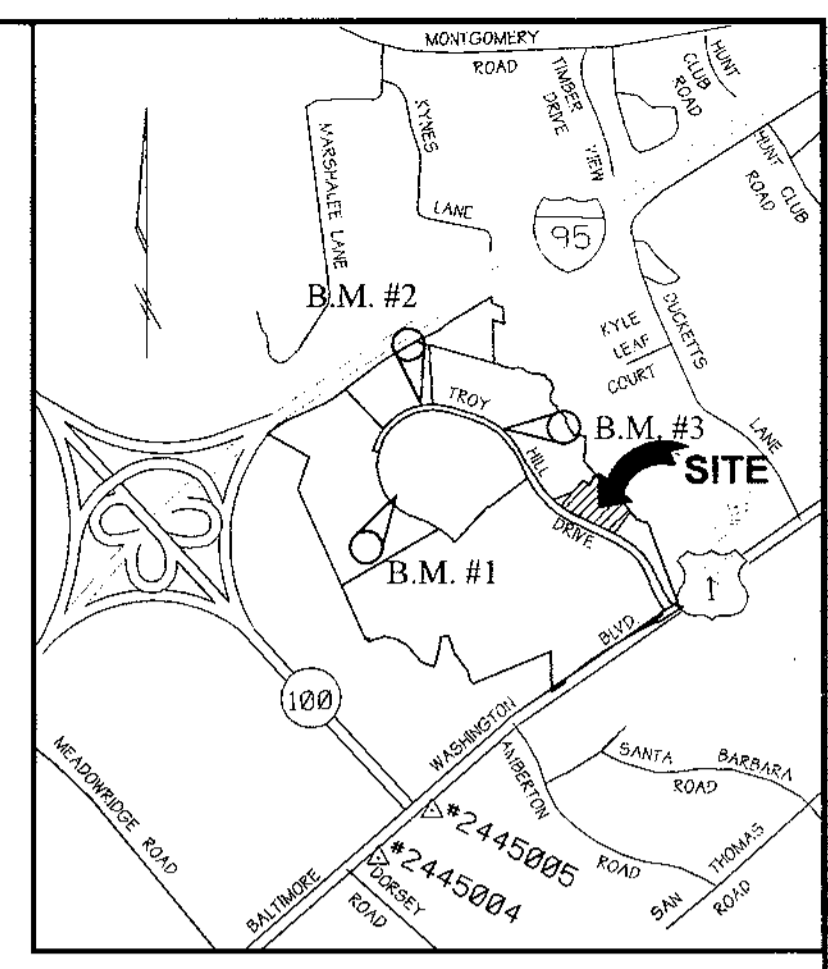 MONTGOMERY
ROAD
HUNT
CLUB
ROAD
TIMBER
VIEW
DRIVE
KYNES
LANE
MARSHALEE LANE
HUNT CLUB
ROAD
95
B.M. #2
KYLE
LEAF
COURT
DUCKETTS
LANE
TROY
HILL
DRIVE
B.M. #3
SITE
B.M. #1
1
100
WASHINGTON
BLVD.
MEADOWRIDGE ROAD
AMBERTON
ROAD
SANTA BARBARA
ROAD
#2445005
#2445004
SAN THOMAS
ROAD
BALTIMORE
DORSEY
ROAD